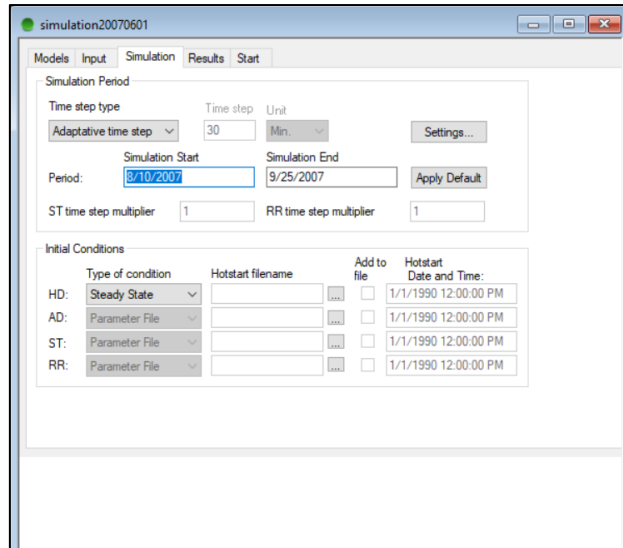 simulation20070601
Models Input Simulation Results Start
Simulation Period
Time step type Time step Unit
Adaptative time step 30 Min. Settings...
Simulation Start Simulation End
Period: 8/10/2007 9/25/2007 Apply Default
ST time step multiplier 1 RR time step multiplier 1
Initial Conditions
Type of condition Hotstart filename Add to file Hotstart Date and Time:
HD: Steady State ... 1/1/1990 12:00:00 PM
AD: Parameter File ... 1/1/1990 12:00:00 PM
ST: Parameter File ... 1/1/1990 12:00:00 PM
RR: Parameter File ... 1/1/1990 12:00:00 PM